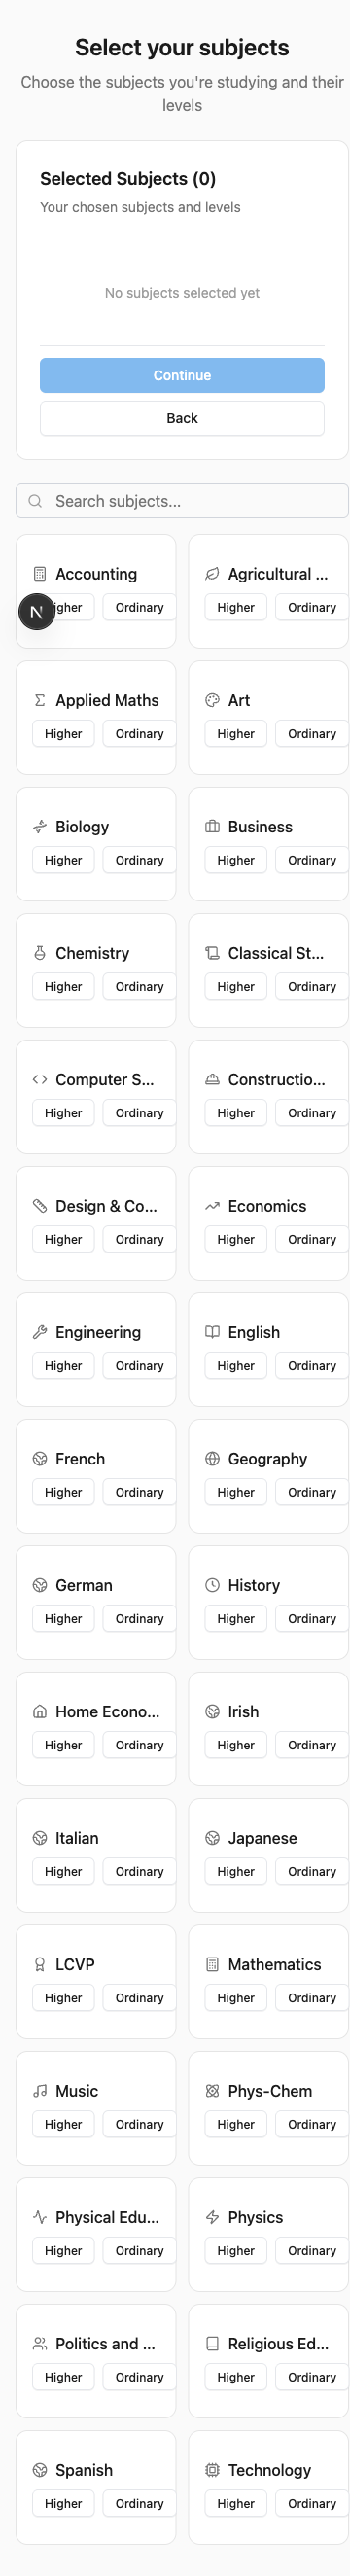 Select your subjects
Choose the subjects you're studying and their
levels
Selected Subjects (0)
Your chosen subjects and levels
No subjects selected yet
Continue
Back
Search subjects...
Accounting
Agricultural ...
gher Ordinary
Higher Ordinary
N
Applied Maths
Art
Higher Ordinary
Higher Ordinary
Biology
Business
Higher Ordinary
Higher Ordinary
Chemistry
Classical St...
Higher Ordinary
Higher Ordinary
Computer S...
Constructio...
Higher Ordinary
Higher Ordinary
Design & Co...
Economics
Higher Ordinary
Higher Ordinary
Engineering
English
Higher Ordinary
Higher Ordinary
French
Geography
Higher Ordinary
Higher Ordinary
German
History
Higher Ordinary
Higher Ordinary
Home Econo...
Irish
Higher Ordinary
Higher Ordinary
Italian
Japanese
Higher Ordinary
Higher Ordinary
LCVP
Mathematics
Higher Ordinary
Higher Ordinary
Music
Phys-Chem
Higher Ordinary
Higher Ordinary
Physical Edu...
Physics
Higher Ordinary
Higher Ordinary
Politics and ...
Religious Ed...
Higher Ordinary
Higher Ordinary
Spanish
Technology
Higher Ordinary
Higher Ordinary